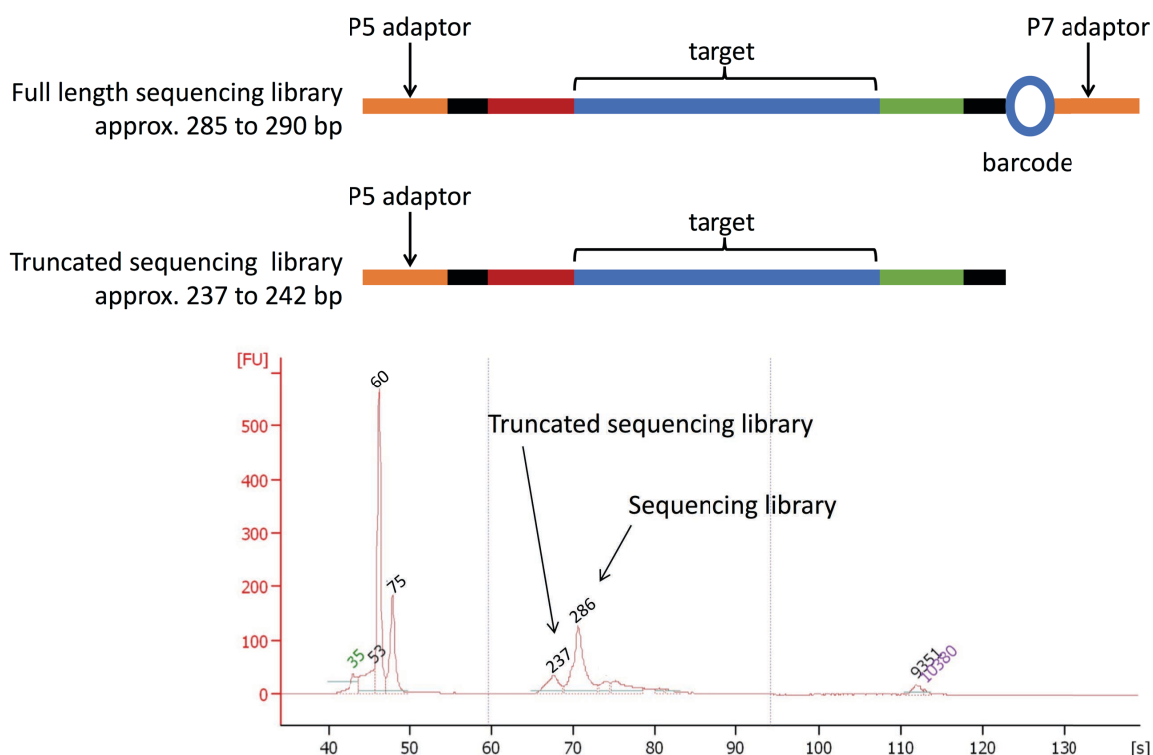 P5 adaptor
P7 adaptor
target
Full length sequencing library
approx. 285 to 290 bp
barcode
P5 adaptor
target
Truncated sequencing library
approx. 237 to 242 bp
[FU]
60
Truncated sequencing library
500
400
Sequencing library
300
75
200
286
100
35
53
237
9351
10380
0
40 50 60 70 80 90 100 110 120 130 [s]